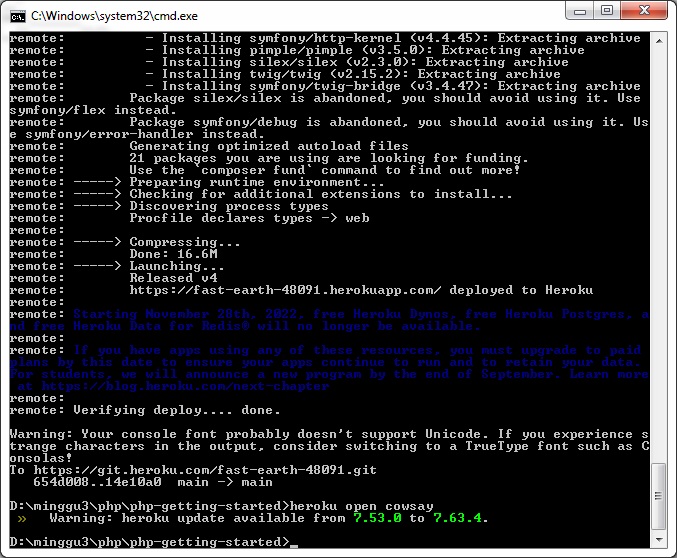 C:\Windows\system32\cmd.exe
remote:          - Installing symfony/http-kernel (v4.4.45): Extracting archive
remote:          - Installing pimple/pimple (v3.5.0): Extracting archive
remote:          - Installing silex/silex (v2.3.0): Extracting archive
remote:          - Installing twig/twig (v2.15.2): Extracting archive
remote:          - Installing symfony/twig-bridge (v3.4.47): Extracting archive
remote:        Package silex/silex is abandoned, you should avoid using it. Use
symfony/flex instead.
remote:        Package symfony/debug is abandoned, you should avoid using it. Us
e symfony/error-handler instead.
remote:        Generating optimized autoload files
remote:        21 packages you are using are looking for funding.
remote:        Use the `composer fund` command to find out more!
remote: -----> Preparing runtime environment...
remote: -----> Checking for additional extensions to install...
remote: -----> Discovering process types
remote:        Procfile declares types -> web
remote:
remote: -----> Compressing...
remote:        Done: 16.6M
remote: -----> Launching...
remote:        Released v4
remote:        https://fast-earth-48091.herokuapp.com/ deployed to Heroku
remote:
remote: Starting November 28th, 2022, free Heroku Dynos, free Heroku Postgres, a
nd free Heroku Data for Redis® will no longer be available.
remote:
remote: If you have apps using any of these resources, you must upgrade to paid
plans by this date to ensure your apps continue to run and to retain your data.
For students, we will announce a new program by the end of September. Learn more
 at https://blog.heroku.com/next-chapter
remote:
remote: Verifying deploy.... done.
Warning: Your console font probably doesn't support Unicode. If you experience s
trange characters in the output, consider switching to a TrueType font such as C
onsolas!
To https://git.heroku.com/fast-earth-48091.git
   654d008..14e10a0  main -> main
D:\minggu3\php\php-getting-started>heroku open cowsay
 »   Warning: heroku update available from 7.53.0 to 7.63.4.
D:\minggu3\php\php-getting-started>_